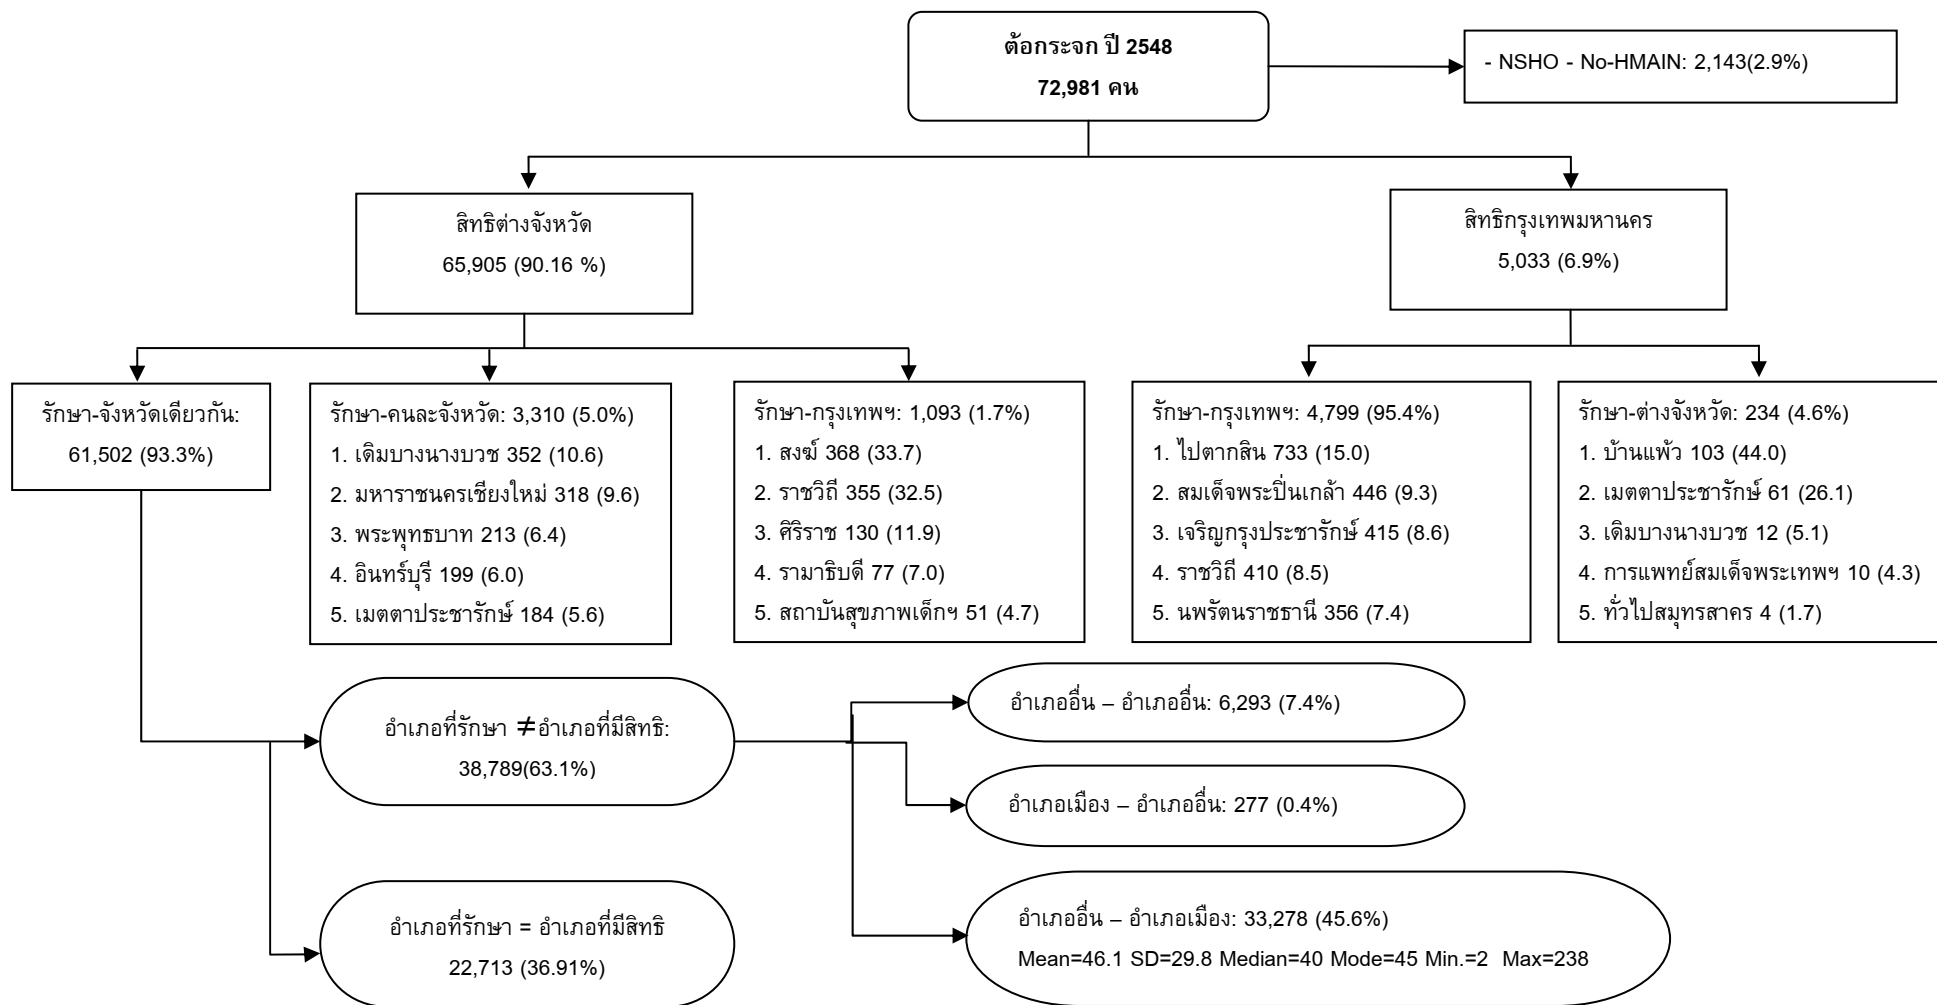 ต้อกระจก ปี 2548
72,981 คน
- NSHO - No-HMAIN: 2,143(2.9%)
สิทธิต่างจังหวัด
65,905 (90.16 %)
สิทธิกรุงเทพมหานคร
5,033 (6.9%)
รักษา-จังหวัดเดียวกัน:
61,502 (93.3%)
รักษา-คนละจังหวัด: 3,310 (5.0%)
1. เดิมบางนางบวช 352 (10.6)
2. มหาราชนครเชียงใหม่ 318 (9.6)
3. พระพุทธบาท 213 (6.4)
4. อินทร์บุรี 199 (6.0)
5. เมตตาประชารักษ์ 184 (5.6)
รักษา-กรุงเทพฯ: 1,093 (1.7%)
1. สงฆ์ 368 (33.7)
2. ราชวิถี 355 (32.5)
3. ศิริราช 130 (11.9)
4. รามาธิบดี 77 (7.0)
5. สถาบันสุขภาพเด็กฯ 51 (4.7)
รักษา-กรุงเทพฯ: 4,799 (95.4%)
1. ไปตากสิน 733 (15.0)
2. สมเด็จพระปิ่นเกล้า 446 (9.3)
3. เจริญกรุงประชารักษ์ 415 (8.6)
4. ราชวิถี 410 (8.5)
5. นพรัตนราชธานี 356 (7.4)
รักษา-ต่างจังหวัด: 234 (4.6%)
1. บ้านแพ้ว 103 (44.0)
2. เมตตาประชารักษ์ 61 (26.1)
3. เดิมบางนางบวช 12 (5.1)
4. การแพทย์สมเด็จพระเทพฯ 10 (4.3)
5. ทั่วไปสมุทรสาคร 4 (1.7)
อำเภอที่รักษา ≠อำเภอที่มีสิทธิ:
38,789(63.1%)
อำเภอที่รักษา = อำเภอที่มีสิทธิ
22,713 (36.91%)
อำเภออื่น – อำเภออื่น: 6,293 (7.4%)
อำเภอเมือง – อำเภออื่น: 277 (0.4%)
อำเภออื่น – อำเภอเมือง: 33,278 (45.6%)
Mean=46.1 SD=29.8 Median=40 Mode=45 Min.=2 Max=238